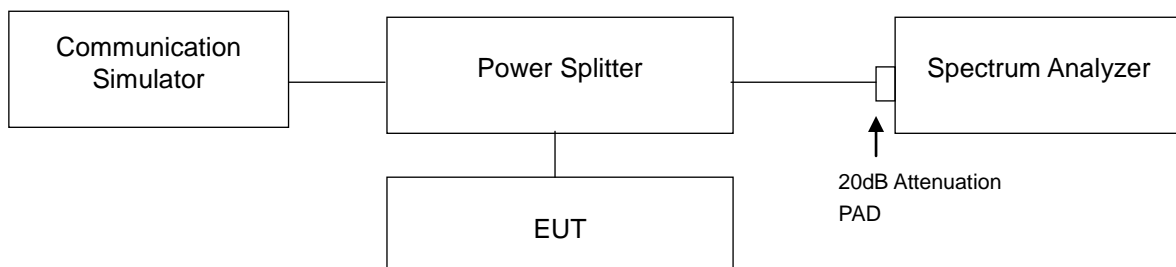 Communication
Simulator
Power Splitter
Spectrum Analyzer
20dB Attenuation
PAD
EUT